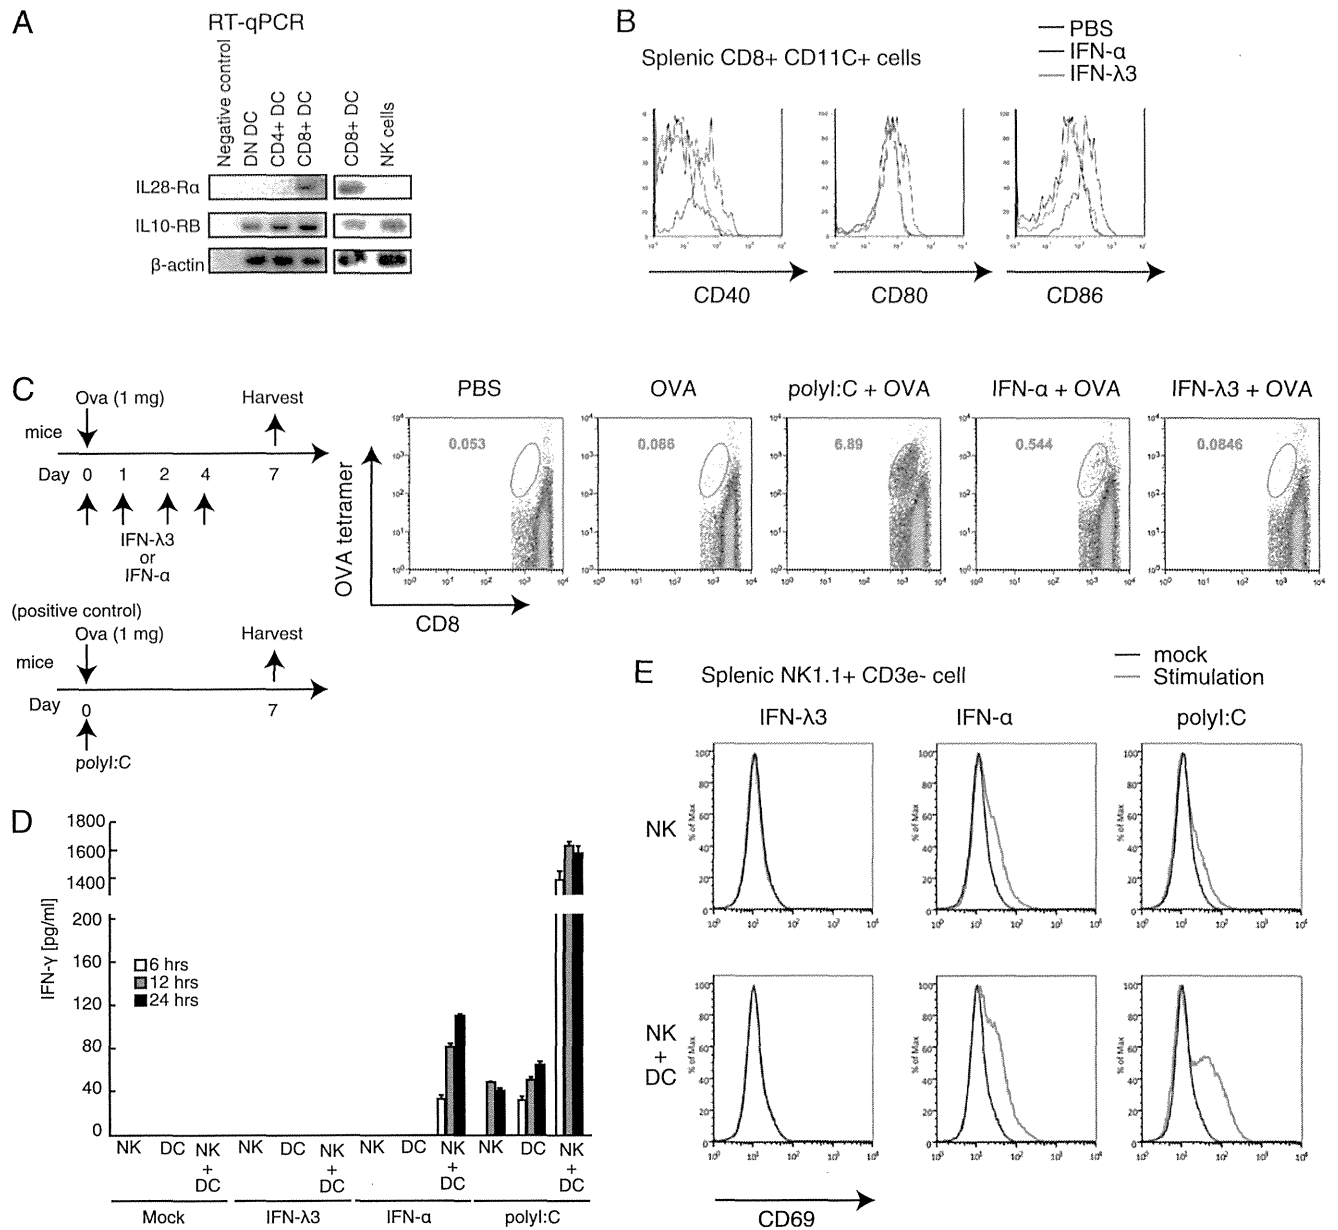 A
RT-qPCR
Negative control
DN DC
CD4+ DC
CD8+ DC
CD8+ DC
NK cells
IL28-Rα
IL10-RB
β-actin
B
Splenic CD8+ CD11C+ cells
PBS
IFN-α
IFN-λ3
CD40
CD80
CD86
C
Ova (1 mg)
Harvest
mice
Day 0 1 2 4 7
IFN-λ3
or
IFN-α
(positive control)
Ova (1 mg)
Harvest
mice
Day 0 7
polyI:C
PBS
OVA
polyI:C + OVA
IFN-α + OVA
IFN-λ3 + OVA
0.053
0.086
6.89
0.544
0.0846
OVA tetramer
CD8
D
IFN-γ [pg/ml]
1800
1600
1400
200
160
120
80
40
0
6 hrs
12 hrs
24 hrs
NK DC NK + DC
NK DC NK + DC
NK DC NK + DC
NK DC NK + DC
Mock
IFN-λ3
IFN-α
polyI:C
E
Splenic NK1.1+ CD3e- cell
mock
Stimulation
IFN-λ3
IFN-α
polyI:C
NK
NK
+
DC
% of Max
CD69